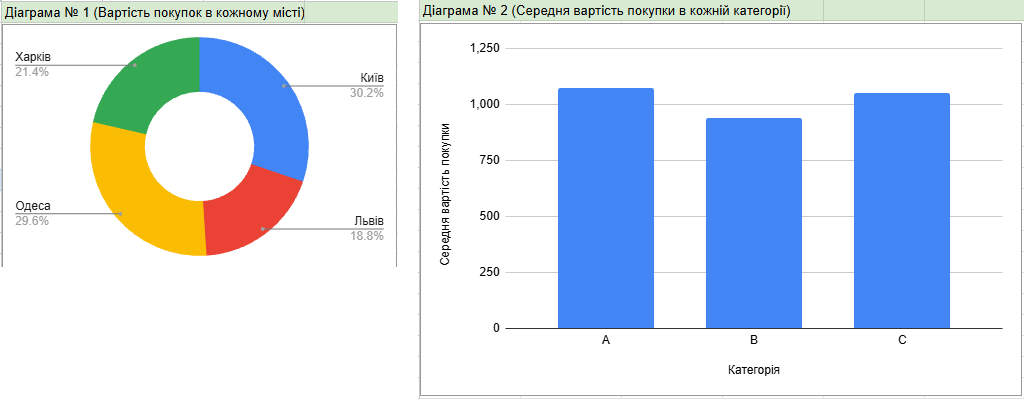 Діаграма № 1 (Вартість покупок в кожному місті)
Харків
21.4%
Київ
30.2%
Одеса
29.6%
Львів
18.8%
Діаграма № 2 (Середня вартість покупки в кожній категорії)
Середня вартість покупки
1,250
1,000
750
500
250
0
A
B
C
Категорія